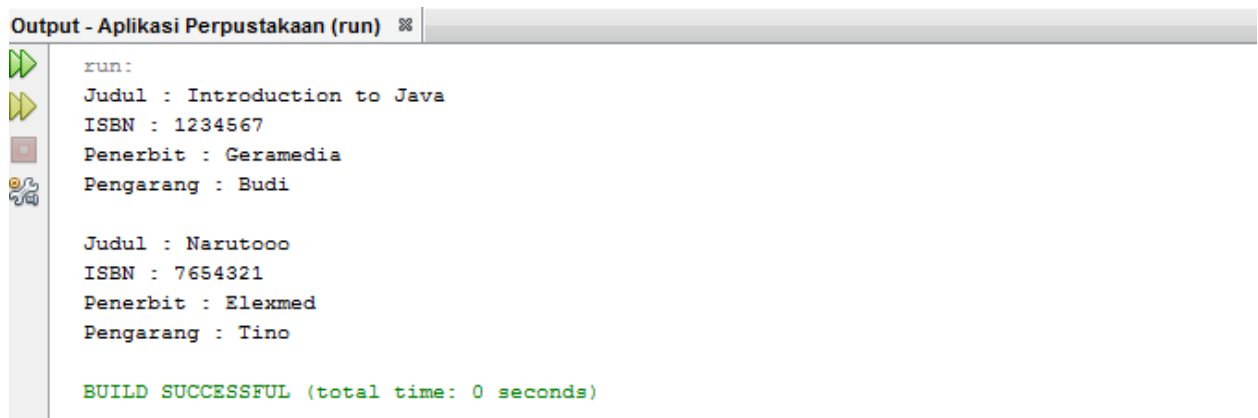 Output - Aplikasi Perpustakaan (run)
run:
Judul : Introduction to Java
ISBN : 1234567
Penerbit : Geramedia
Pengarang : Budi
Judul : Narutooo
ISBN : 7654321
Penerbit : Elexmed
Pengarang : Tino
BUILD SUCCESSFUL (total time: 0 seconds)